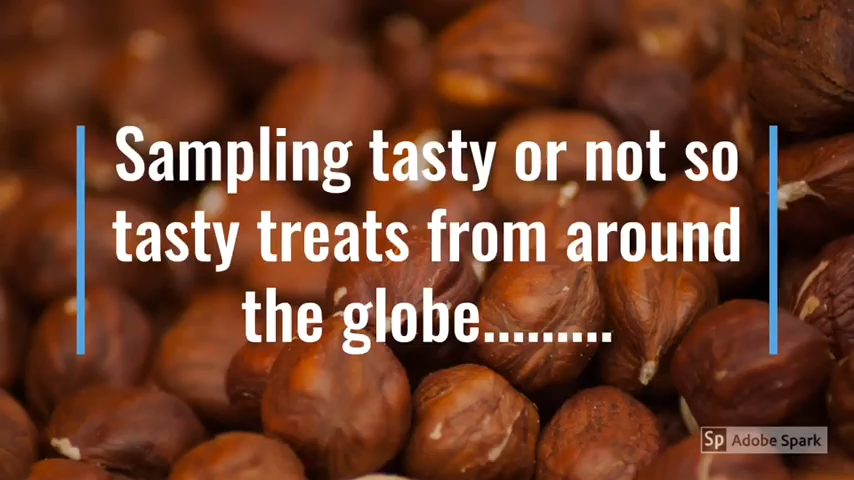 Sampling tasty or not so
tasty treats from around
the globe.........
Sp Adobe Spark